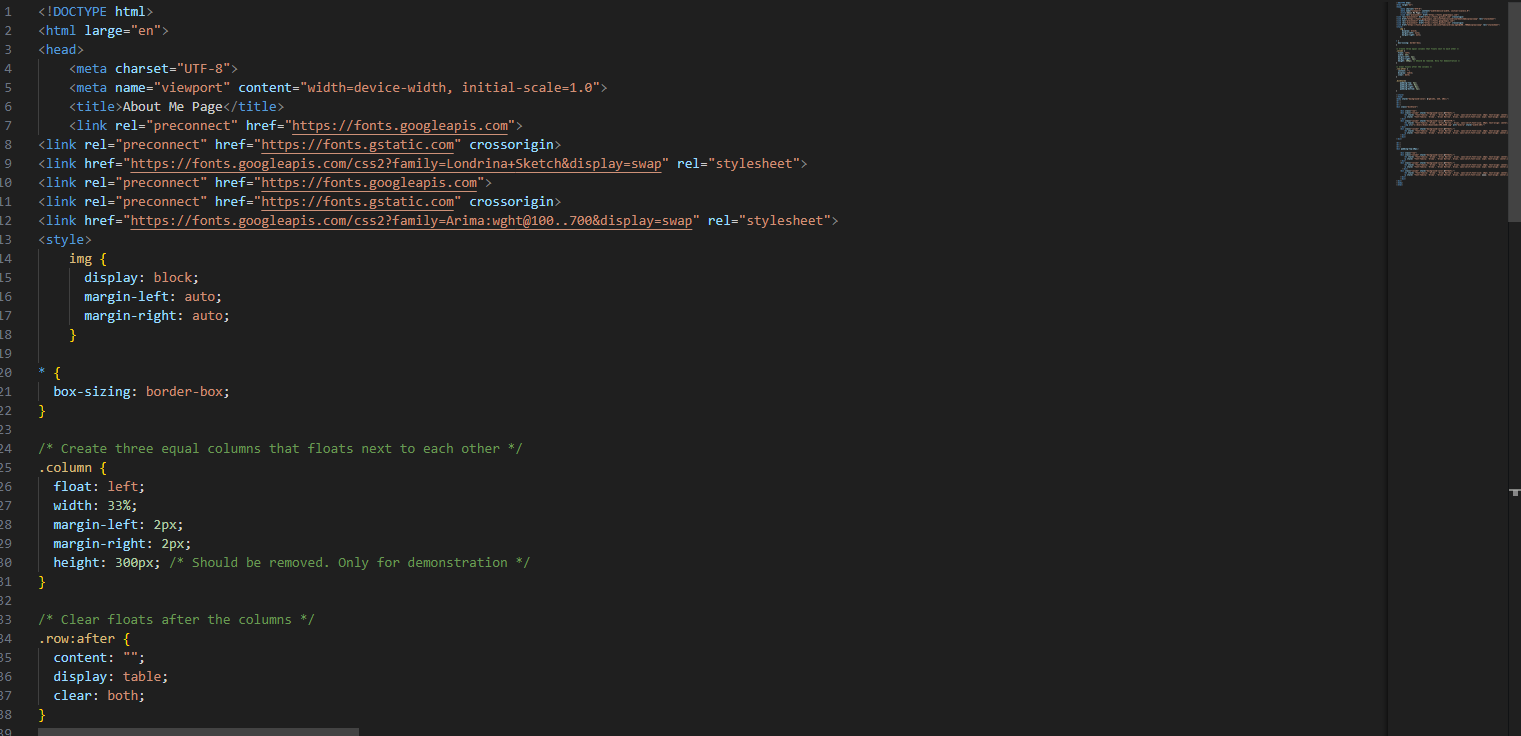 1 <!DOCTYPE html>
2 <html large="en">
3 <head>
4 <meta charset="UTF-8">
5 <meta name="viewport" content="width=device-width, initial-scale=1.0">
6 <title>About Me Page</title>
7 <link rel="preconnect" href="https://fonts.googleapis.com">
8 <link rel="preconnect" href="https://fonts.gstatic.com" crossorigin>
9 <link href="https://fonts.googleapis.com/css2?family=Londrina+Sketch&display=swap" rel="stylesheet">
10 <link rel="preconnect" href="https://fonts.googleapis.com">
11 <link rel="preconnect" href="https://fonts.gstatic.com" crossorigin>
12 <link href="https://fonts.googleapis.com/css2?family=Arima:wght@100..700&display=swap" rel="stylesheet">
13 <style>
14 img {
15 display: block;
16 margin-left: auto;
17 margin-right: auto;
18 }
19
20 * {
21 box-sizing: border-box;
22 }
23
24 /* Create three equal columns that floats next to each other */
25 .column {
26 float: left;
27 width: 33%;
28 margin-left: 2px;
29 margin-right: 2px;
30 height: 300px; /* Should be removed. Only for demonstration */
31 }
32
33 /* Clear floats after the columns */
34 .row:after {
35 content: "";
36 display: table;
37 clear: both;
38 }
39